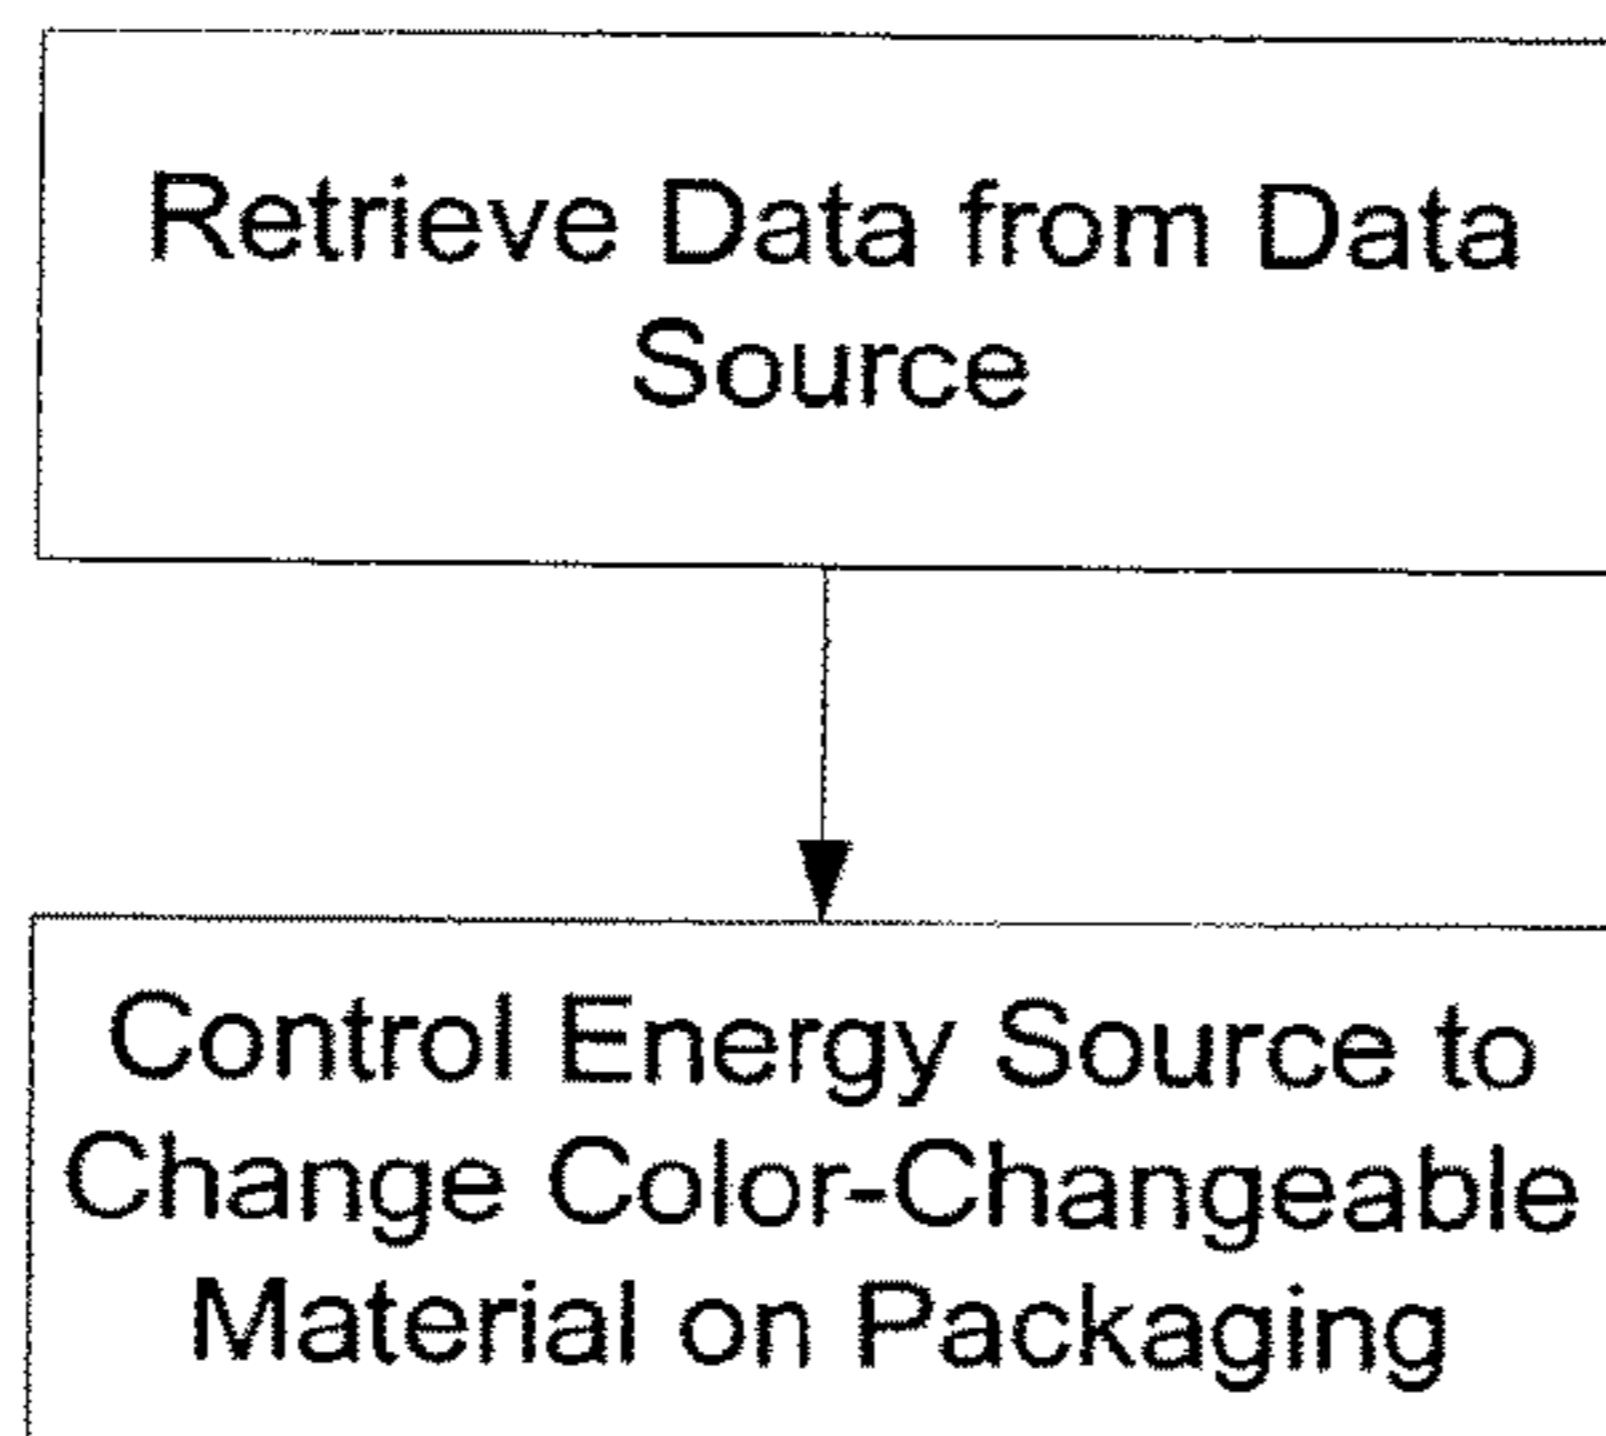 Retrieve Data from Data
Source
Control Energy Source to
Change Color-Changeable
Material on Packaging